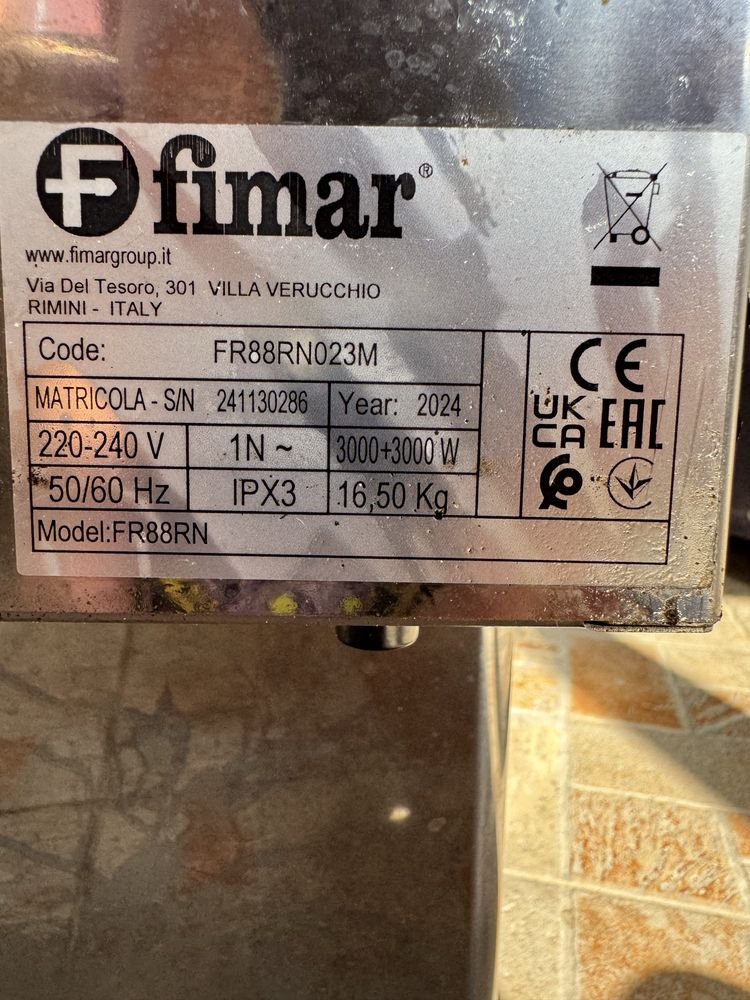 F fimar®
www.fimargroup.it
Via Del Tesoro, 301 VILLA VERUCCHIO
RIMINI - ITALY
Code: FR88RN023M
MATRICOLA - S/N 241130286 Year: 2024
220-240 V 1N ~ 3000+3000 W
50/60 Hz IPX3 16,50 Kg
Model:FR88RN
CE
UK CA EAC